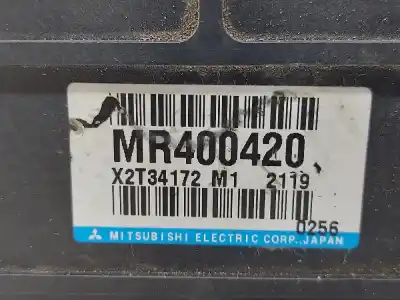 MR400420
X2T34172 M1 2119
0256
MITSUBISHI ELECTRIC CORP. JAPAN